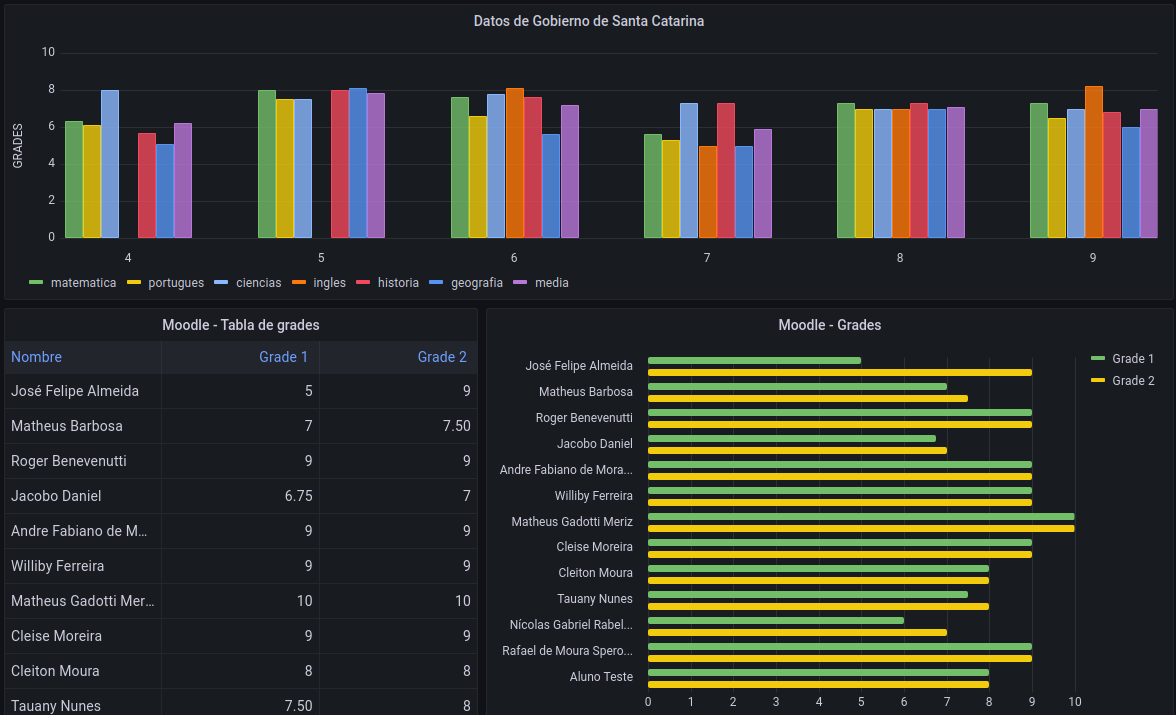 Datos de Gobierno de Santa Catarina
10
8
6
4
2
0
GRADES
4 5 6 7 8 9
matematica portugues ciencias ingles historia geografia media
Moodle - Tabla de grades
Nombre Grade 1 Grade 2
José Felipe Almeida 5 9
Matheus Barbosa 7 7.50
Roger Benevenutti 9 9
Jacobo Daniel 6.75 7
Andre Fabiano de M... 9 9
Williby Ferreira 9 9
Matheus Gadotti Mer... 10 10
Cleise Moreira 9 9
Cleiton Moura 8 8
Tauany Nunes 7.50 8
Moodle - Grades
José Felipe Almeida
Matheus Barbosa
Roger Benevenutti
Jacobo Daniel
Andre Fabiano de Mora...
Williby Ferreira
Matheus Gadotti Meriz
Cleise Moreira
Cleiton Moura
Tauany Nunes
Nícolas Gabriel Rabel...
Rafael de Moura Spero...
Aluno Teste
0 1 2 3 4 5 6 7 8 9 10
Grade 1
Grade 2